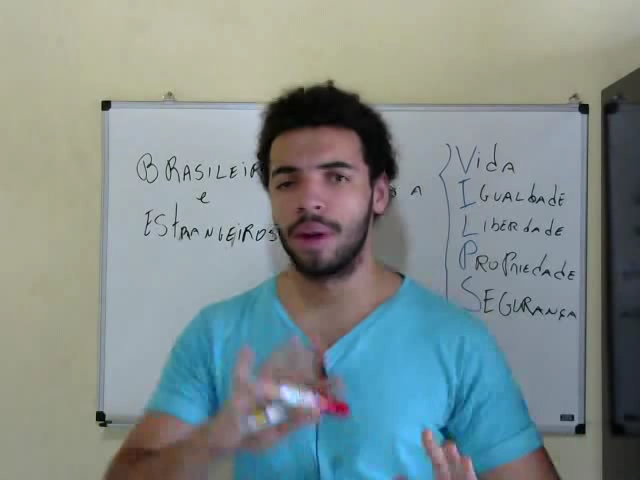 BRASILEIR
e
ESTRANGEIROS
A
VidA
IGUALDADE
LIBERDADE
PROPRIEDADE
SEGURANÇA